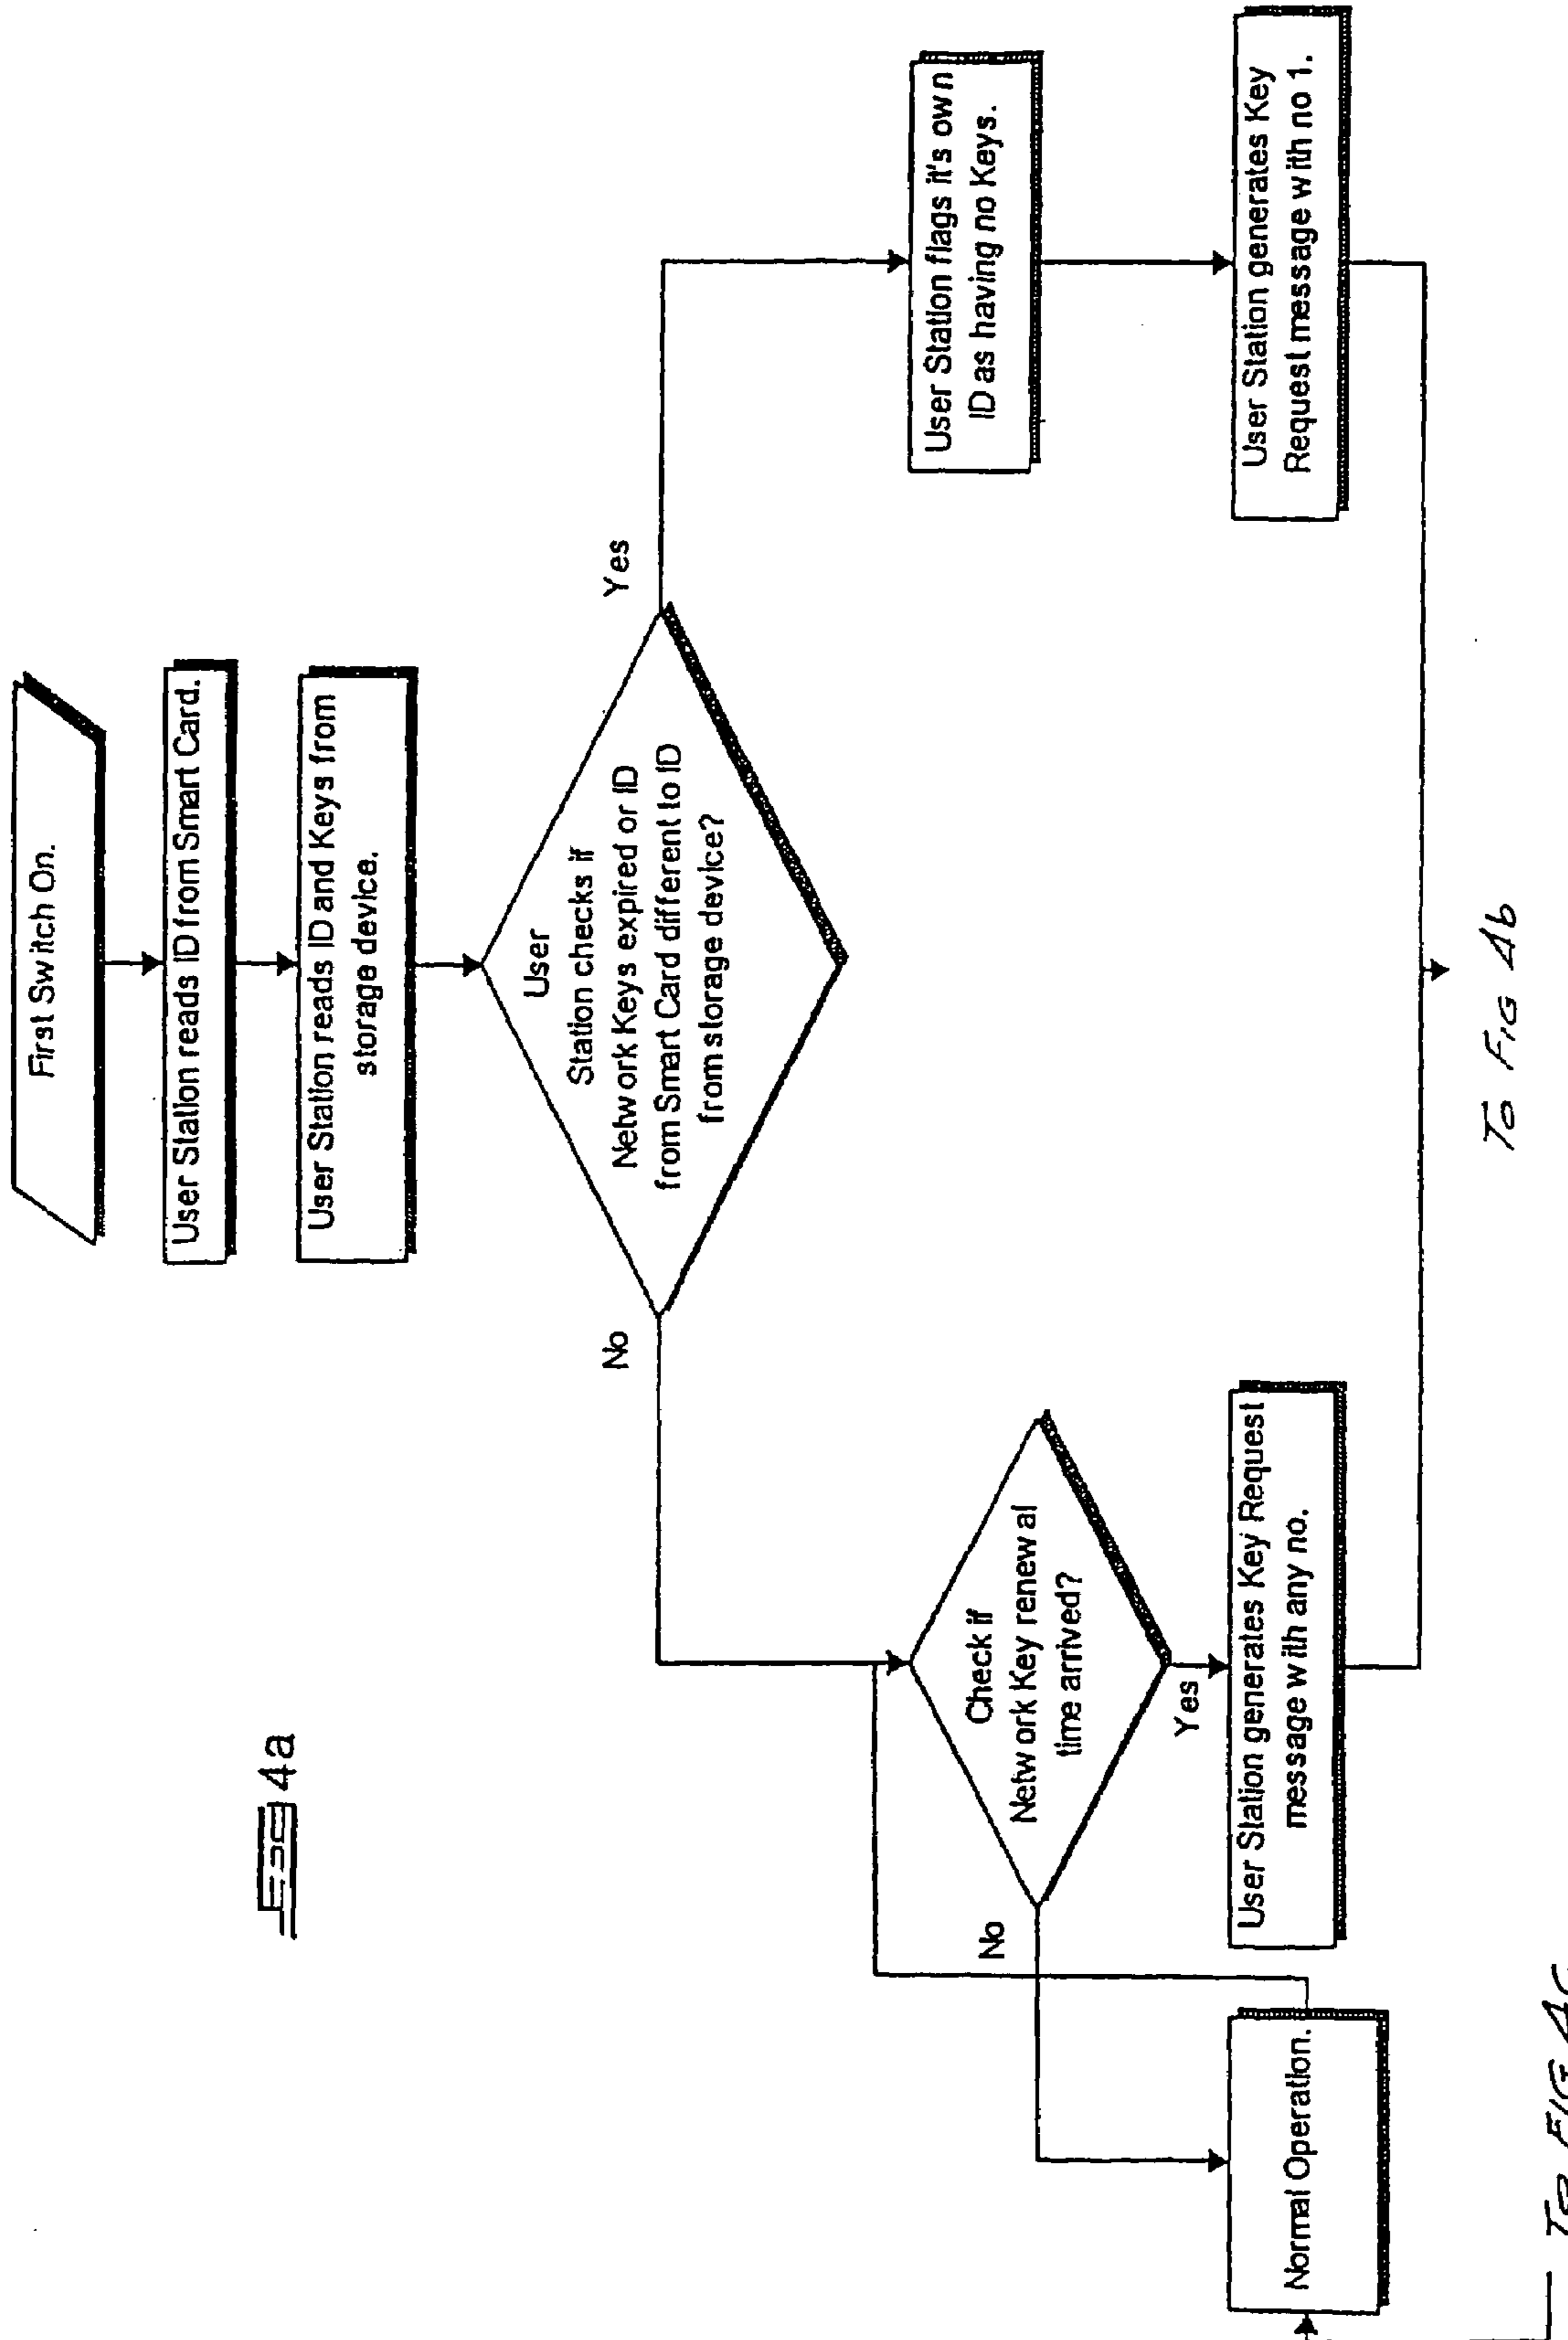 First Switch On.
User Station reads ID from Smart Card.
User Station reads ID and Keys from
storage device.
User
Station checks if
Network Keys expired or ID
from Smart Card different to ID
from storage device?
No
Yes
User Station flags it's own
ID as having no Keys.
User Station generates Key
Request message with no 1.
Check if
Network Key renewal
time arrived?
No
Yes
User Station generates Key Request
message with any no.
Normal Operation.
To FIG 4b
To FIG 4c
4a